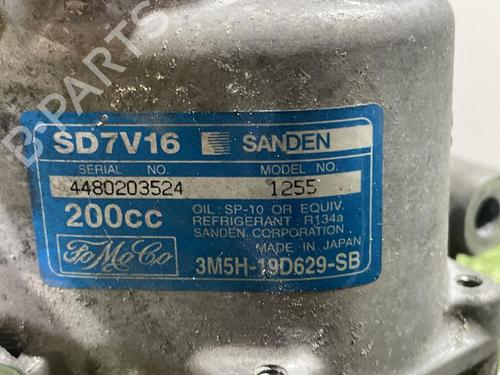 SD7V16 SANDEN
SERIAL NO. MODEL NO.
4480203524 1255
200cc
OIL : SP-10 OR EQUIV.
REFRIGERANT : R134a
SANDEN CORPORATION
MADE IN JAPAN
FoMoCo
3M5H-19D629-SB